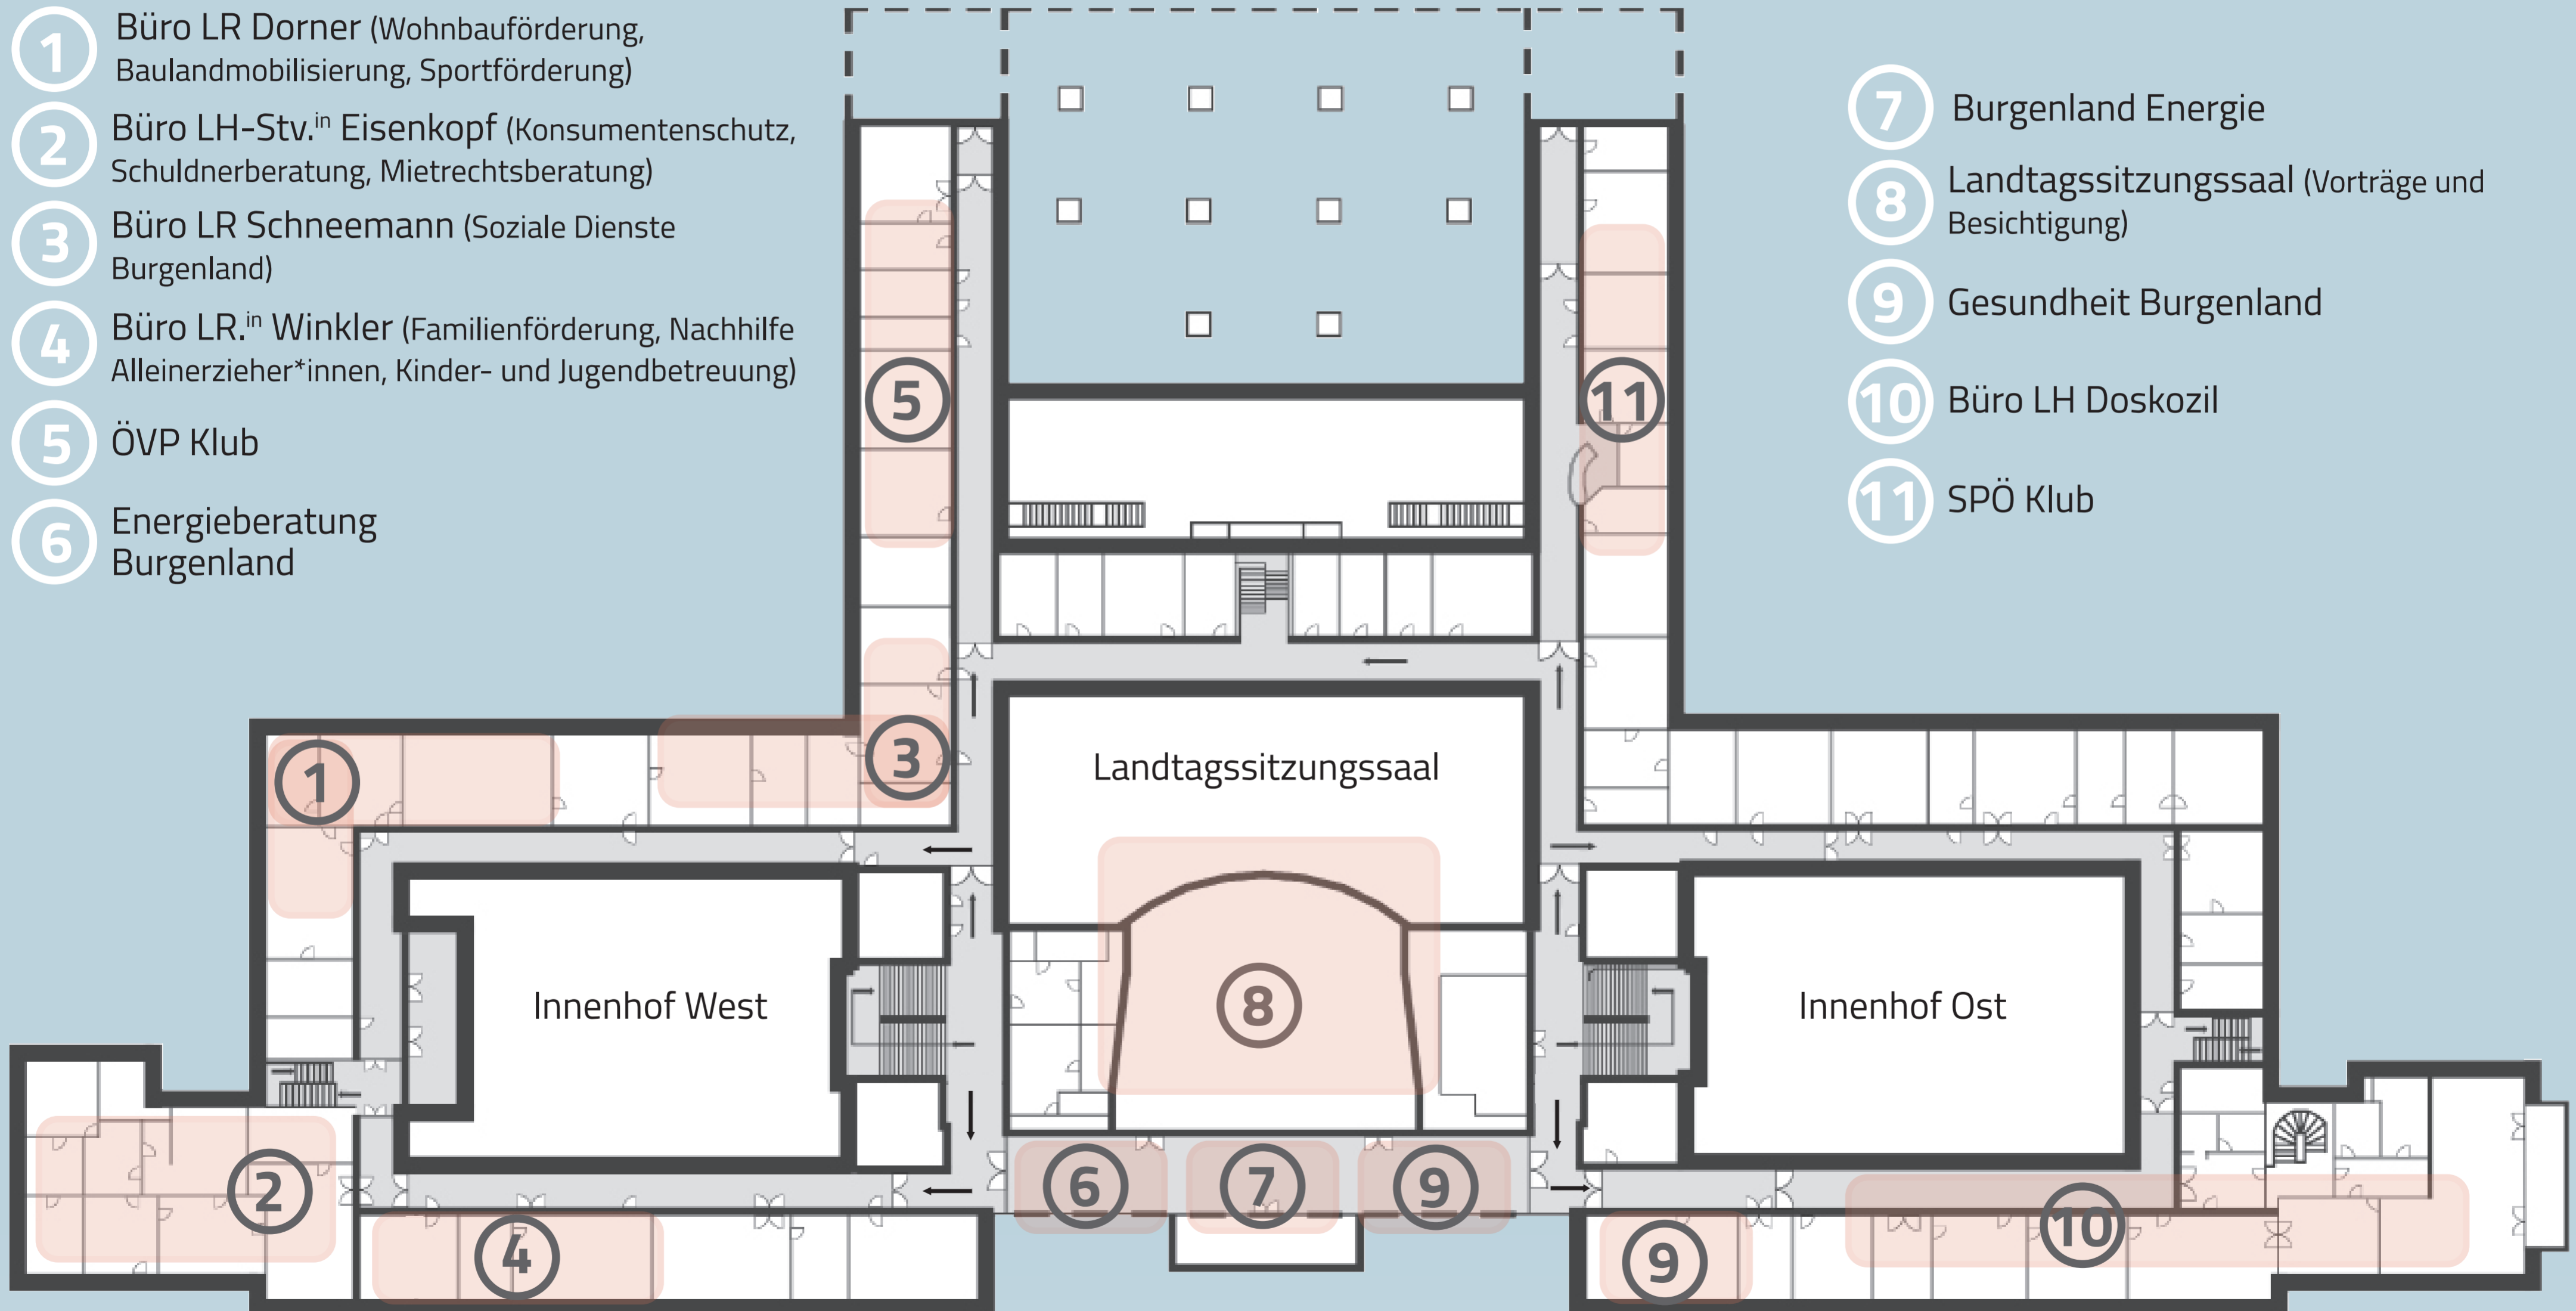 1 Büro LR Dorner (Wohnbauförderung,
Baulandmobilisierung, Sportförderung)
2 Büro LH-Stv.in Eisenkopf (Konsumentenschutz,
Schuldnerberatung, Mietrechtsberatung)
3 Büro LR Schneemann (Soziale Dienste
Burgenland)
4 Büro LR.in Winkler (Familienförderung, Nachhilfe
Alleinerzieher*innen, Kinder- und Jugendbetreuung)
5 ÖVP Klub
6 Energieberatung
Burgenland
7 Burgenland Energie
8 Landtagssitzungssaal (Vorträge und
Besichtigung)
9 Gesundheit Burgenland
10 Büro LH Doskozil
11 SPÖ Klub
5
11
1
3
Landtagssitzungssaal
Innenhof West
8
Innenhof Ost
2
6
7
9
10
4
9